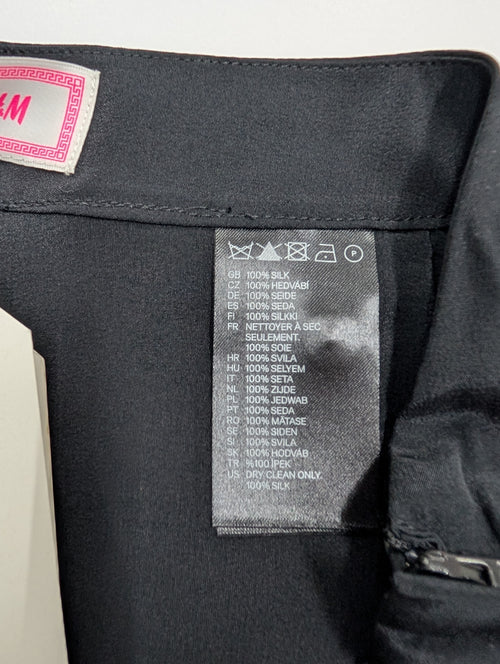 &M
P
GB 100% SILK
CZ 100% HEDVÁBÍ
DE 100% SEIDE
ES 100% SEDA
FI 100% SILKKI
FR NETTOYER À SEC
SEULEMENT.
100% SOIE
HR 100% SVILA
HU 100% SELYEM
IT 100% SETA
NL 100% ZIJDE
PL 100% JEDWAB
PT 100% SEDA
RO 100% MĂTASE
SE 100% SIDEN
SI 100% SVILA
SK 100% HODVÁB
TR %100 İPEK
US DRY CLEAN ONLY.
100% SILK